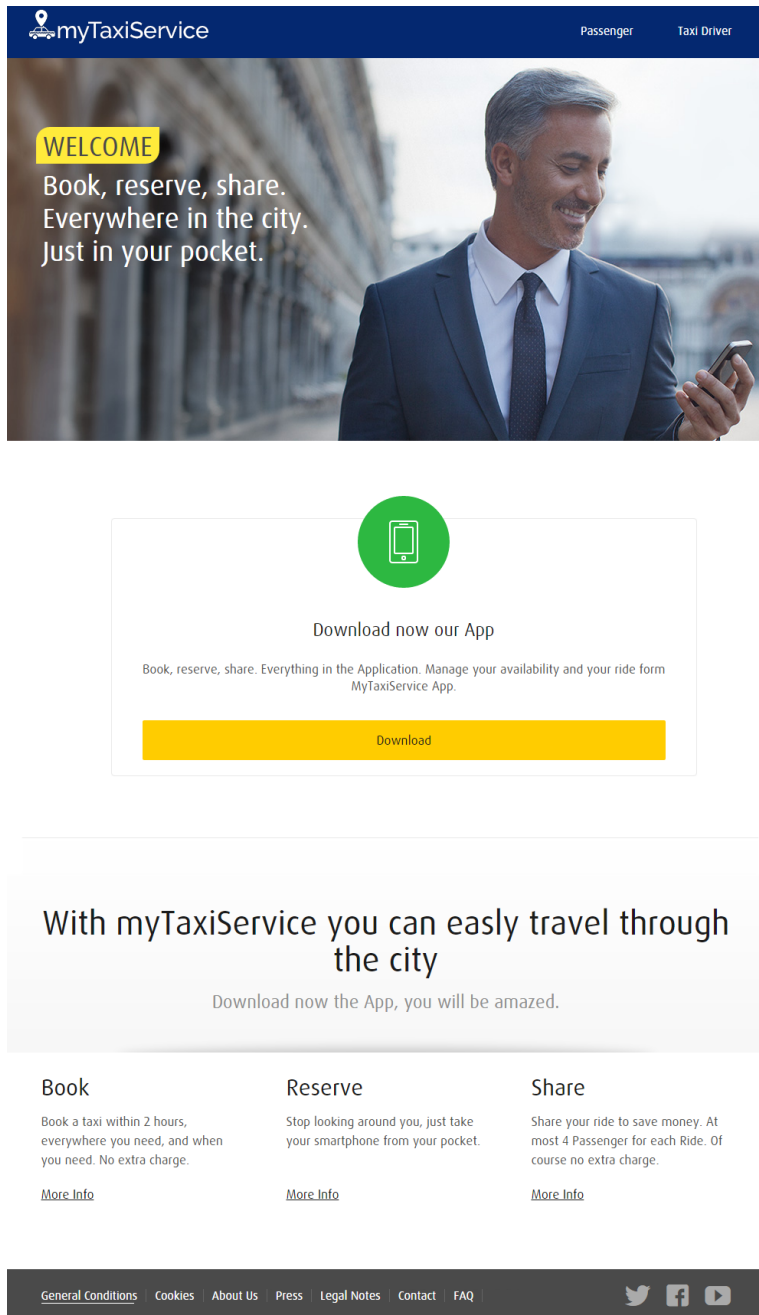 myTaxiService
Passenger
Taxi Driver
WELCOME
Book, reserve, share.
Everywhere in the city.
Just in your pocket.
Download now our App
Book, reserve, share. Everything in the Application. Manage your availability and your ride form
MyTaxiService App.
Download
With myTaxiService you can easly travel through
the city
Download now the App, you will be amazed.
Book
Book a taxi within 2 hours,
everywhere you need, and when
you need. No extra charge.
More Info
Reserve
Stop looking around you, just take
your smartphone from your pocket.
More Info
Share
Share your ride to save money. At
most 4 Passenger for each Ride. Of
course no extra charge.
More Info
General Conditions
Cookies
About Us
Press
Legal Notes
Contact
FAQ